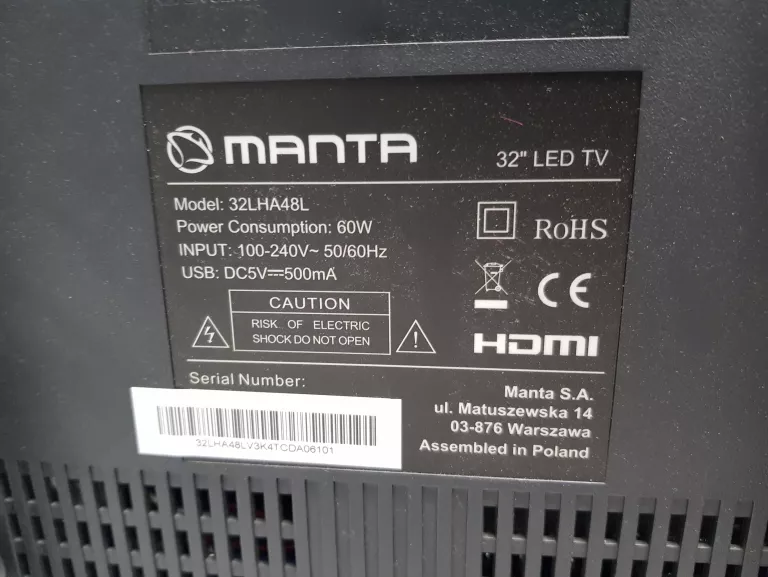 MANTA
32" LED TV
Model: 32LHA48L
Power Consumption: 60W
INPUT: 100-240V~ 50/60Hz
USB: DC5V⎓500mA
RoHS
CE
CAUTION
RISK OF ELECTRIC
SHOCK DO NOT OPEN
HDMI
Serial Number:
32LHA48LV3K4TCDA06101
Manta S.A.
ul. Matuszewska 14
03-876 Warszawa
Assembled in Poland